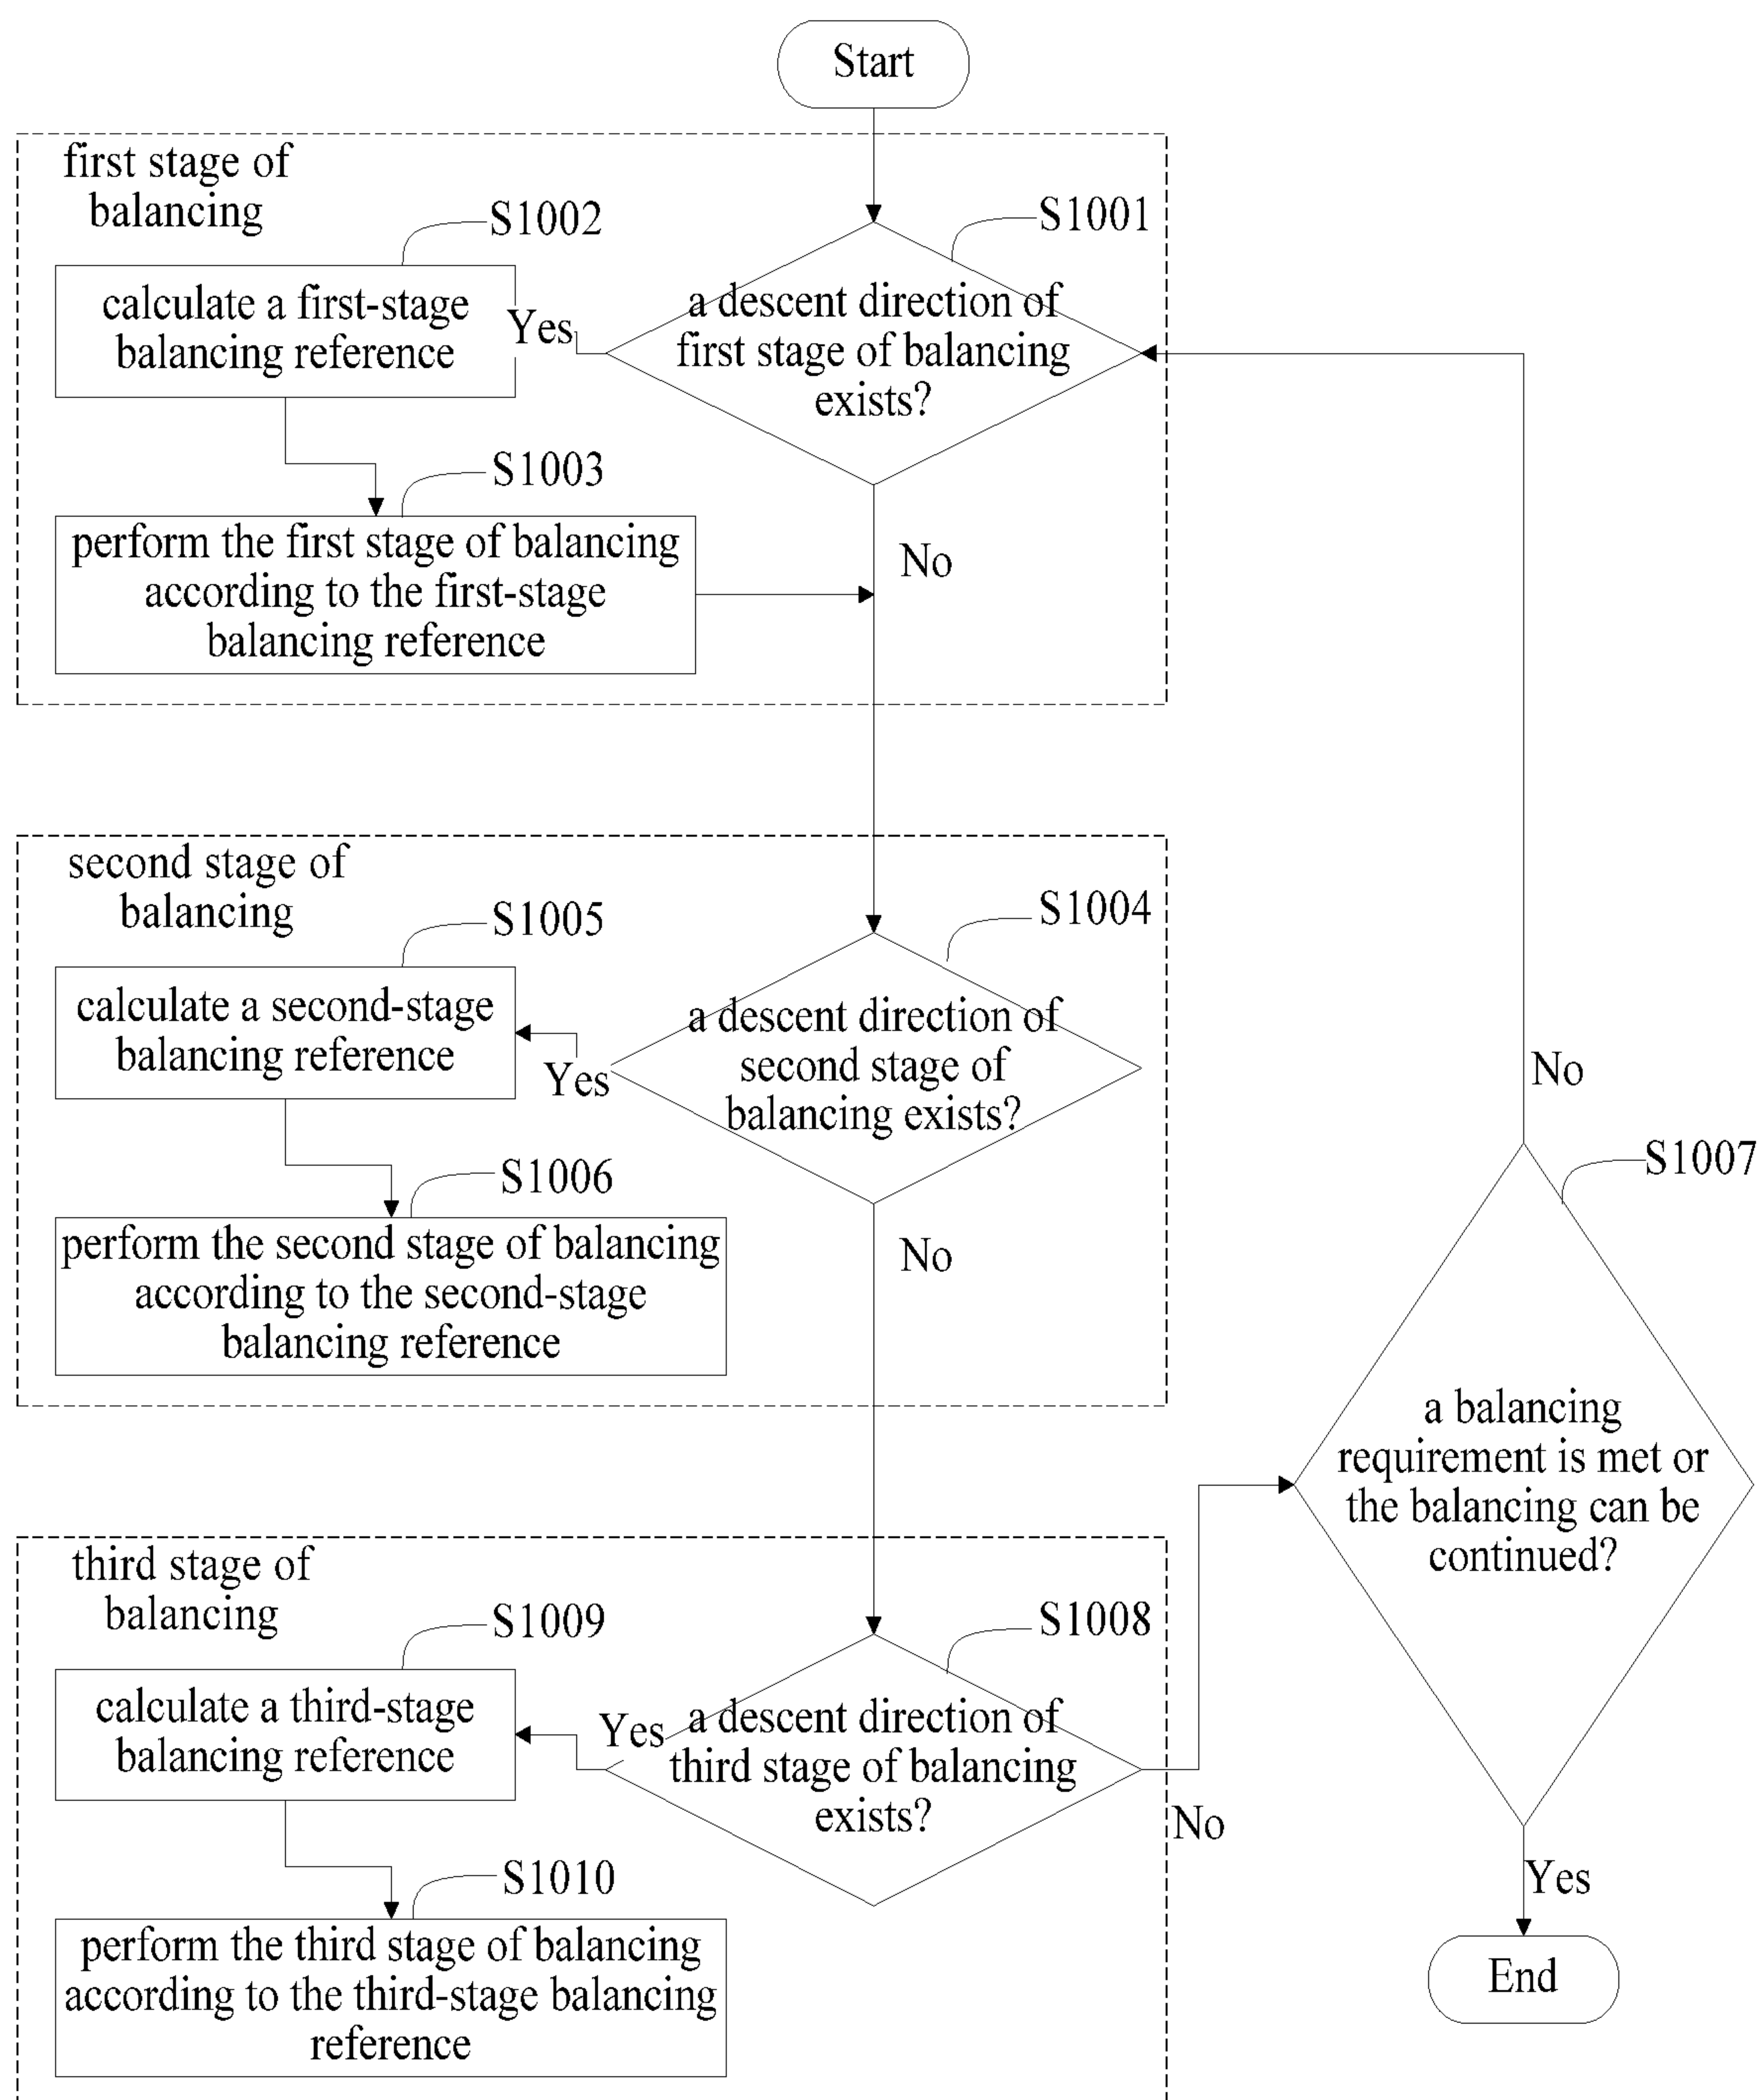 Start
first stage of
balancing
S1002
S1001
calculate a first-stage
balancing reference
Yes
a descent direction of
first stage of balancing
exists?
S1003
perform the first stage of balancing
according to the first-stage
balancing reference
No
second stage of
balancing
S1005
S1004
calculate a second-stage
balancing reference
Yes
a descent direction of
second stage of
balancing exists?
No
S1007
S1006
perform the second stage of balancing
according to the second-stage
balancing reference
No
a balancing
requirement is met or
the balancing can be
continued?
third stage of
balancing
S1009
S1008
calculate a third-stage
balancing reference
Yes
a descent direction of
third stage of balancing
exists?
No
S1010
perform the third stage of balancing
according to the third-stage balancing
reference
Yes
End